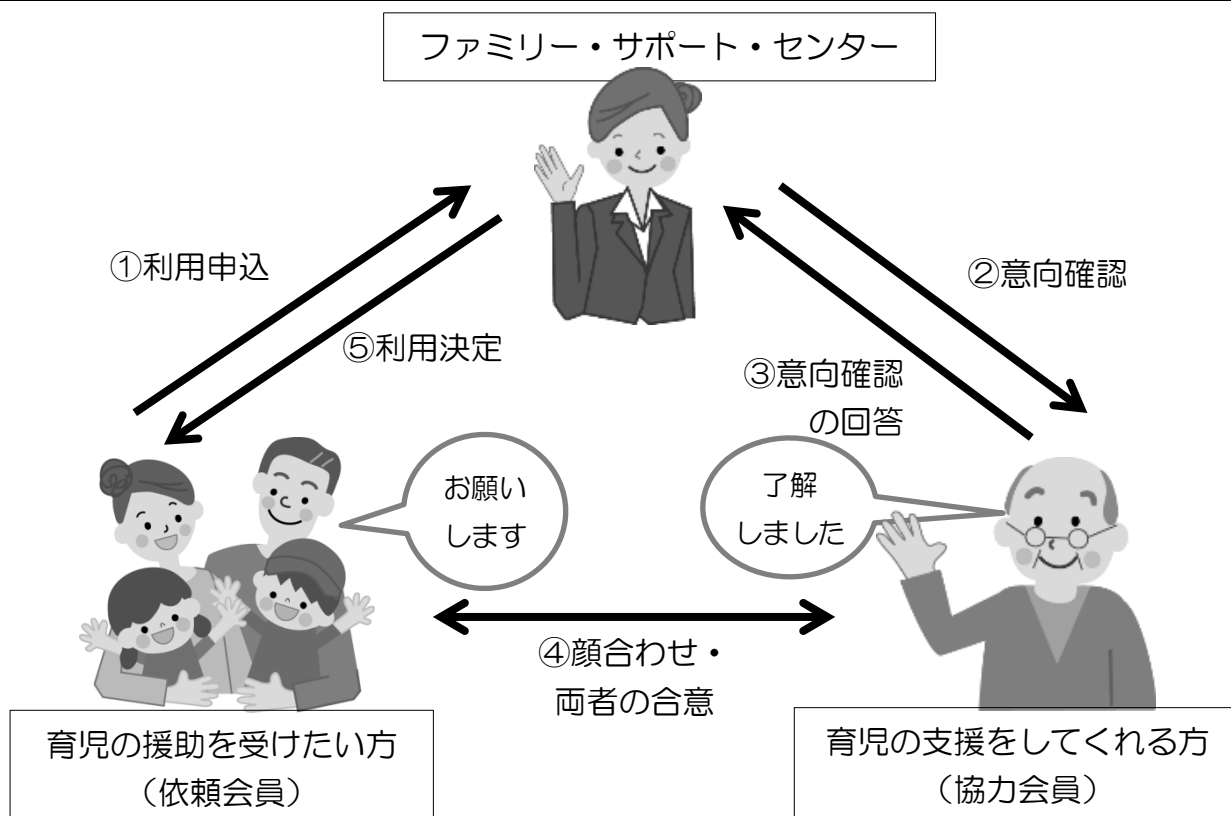 ファミリー・サポート・センター
①利用申込
②意向確認
⑤利用決定
③意向確認
の回答
お願い
します
了解
しました
④顔合わせ・
両者の合意
育児の援助を受けたい方
（依頼会員）
育児の支援をしてくれる方
（協力会員）